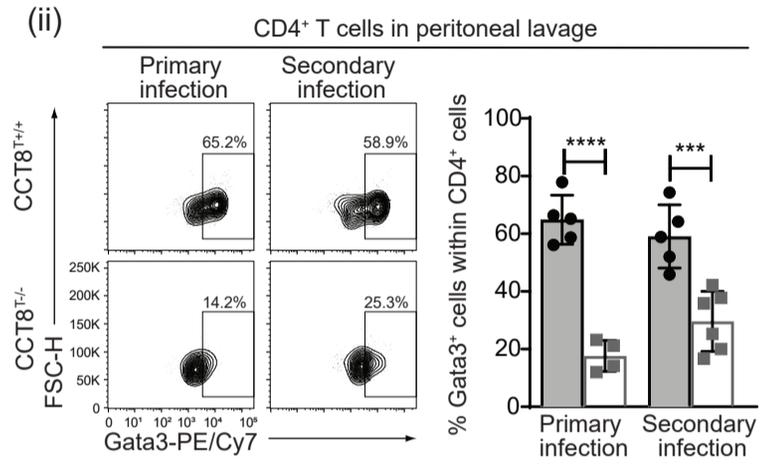 (ii)
CD4⁺ T cells in peritoneal lavage
Primary
infection
Secondary
infection
CCT8ᵀ⁺/⁺
65.2%
58.9%
CCT8ᵀ⁻/⁻
FSC-H
250K
200K
150K
100K
50K
0
14.2%
25.3%
0 10¹ 10² 10³ 10⁴ 10⁵
Gata3-PE/Cy7
% Gata3⁺ cells within CD4⁺ cells
100
80
60
40
20
0
****
***
Primary
infection
Secondary
infection